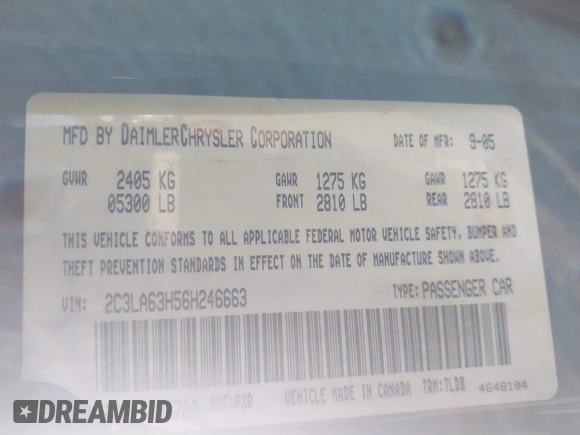 MFD BY DAIMLERCHRYSLER CORPORATION DATE OF MFR: 9-05
GVWR 2405 KG GAWR 1275 KG GAWR 1275 KG
05300 LB FRONT 2810 LB REAR 2810 LB
THIS VEHICLE CONFORMS TO ALL APPLICABLE FEDERAL MOTOR VEHICLE SAFETY, BUMPER AND
THEFT PREVENTION STANDARDS IN EFFECT ON THE DATE OF MANUFACTURE SHOWN ABOVE.
VIN: 2C3LA63H56H246663 TYPE: PASSENGER CAR
PXR VEHICLE MADE IN CANADA TRM:TLDB
4648104
DREAMBID